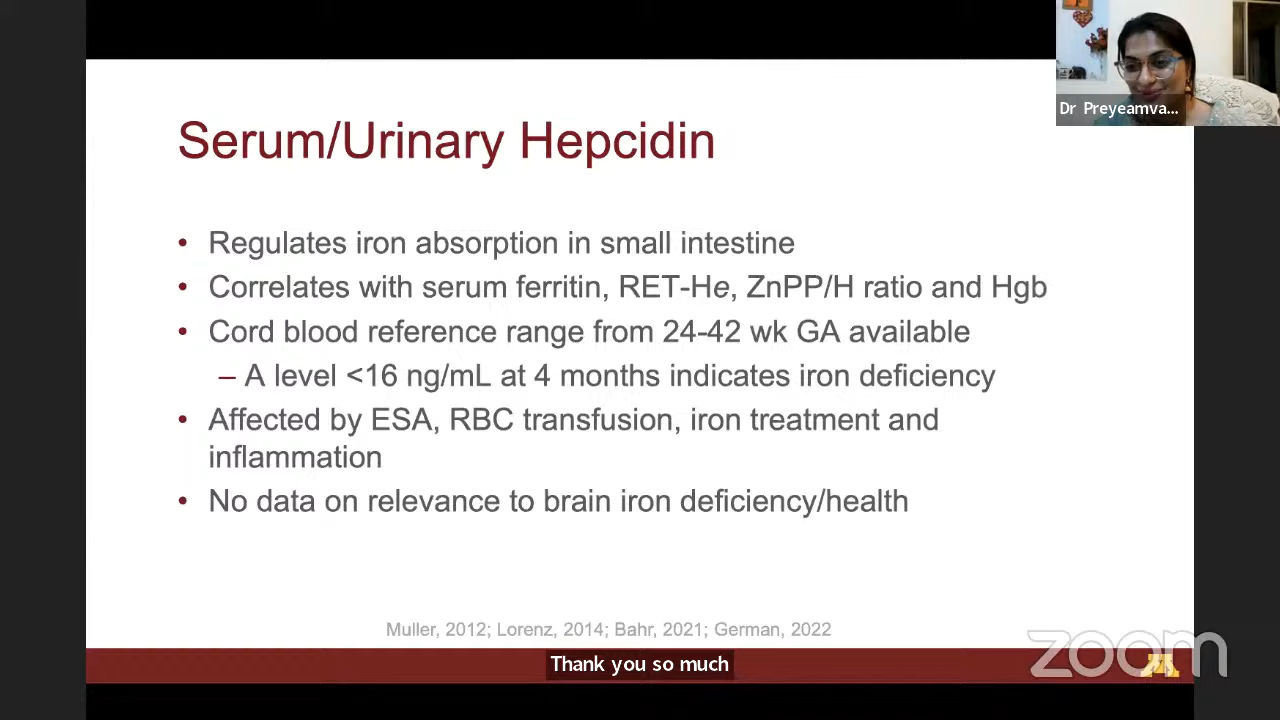 Dr Preyeamva...
Serum/Urinary Hepcidin
• Regulates iron absorption in small intestine
• Correlates with serum ferritin, RET-He, ZnPP/H ratio and Hgb
• Cord blood reference range from 24-42 wk GA available
– A level <16 ng/mL at 4 months indicates iron deficiency
• Affected by ESA, RBC transfusion, iron treatment and
inflammation
• No data on relevance to brain iron deficiency/health
Muller, 2012; Lorenz, 2014; Bahr, 2021; German, 2022
zoom
M
Thank you so much